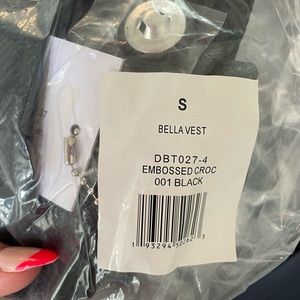 S
BELLA VEST
DBT027-4
EMBOSSED CROC
001 BLACK